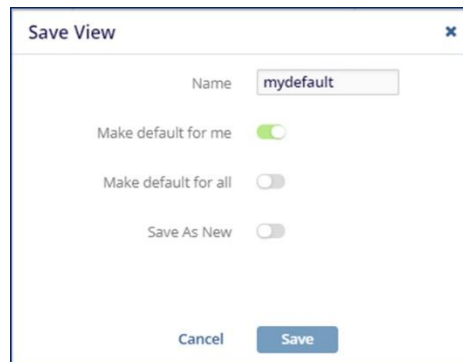 Save View
Name mydefault
Make default for me
Make default for all
Save As New
Cancel Save